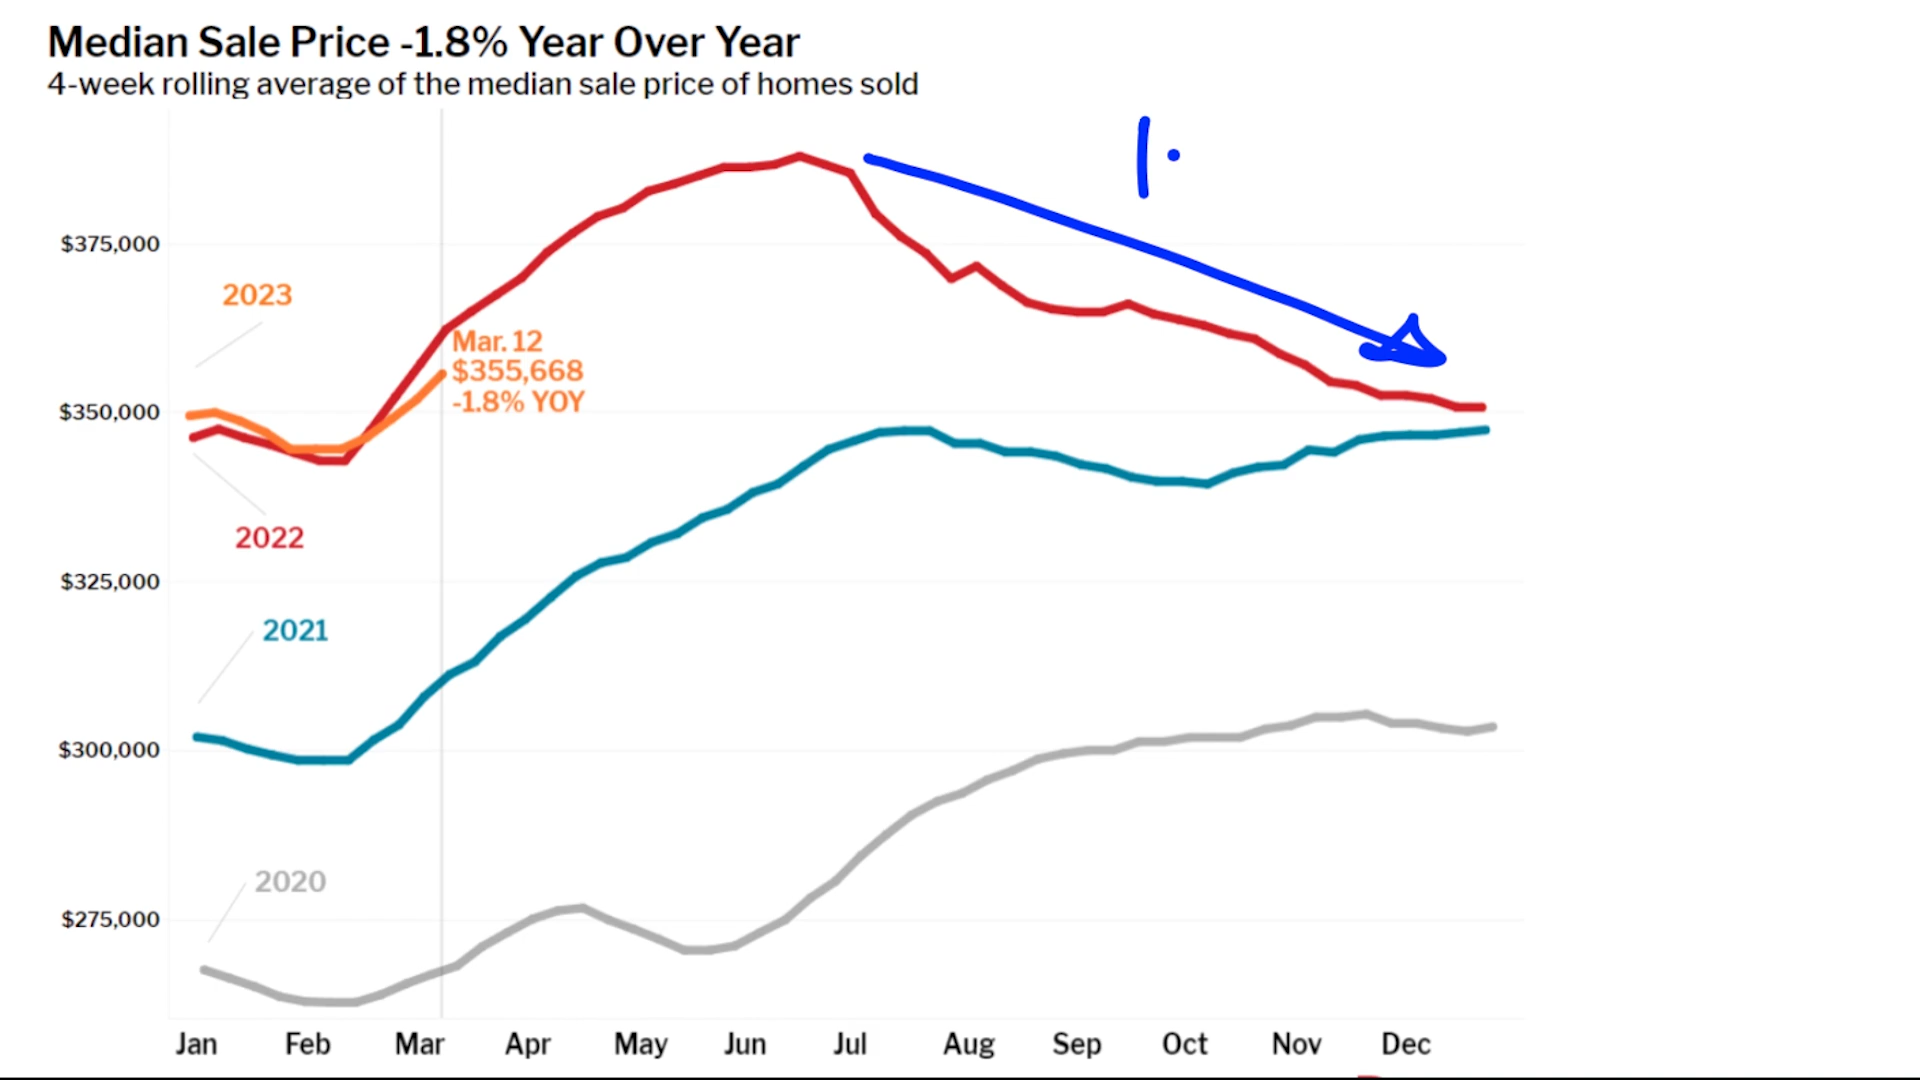 Median Sale Price -1.8% Year Over Year
4-week rolling average of the median sale price of homes sold
$375,000
2023
Mar. 12
$355,668
-1.8% YOY
$350,000
2022
$325,000
2021
$300,000
2020
$275,000
Jan Feb Mar Apr May Jun Jul Aug Sep Oct Nov Dec